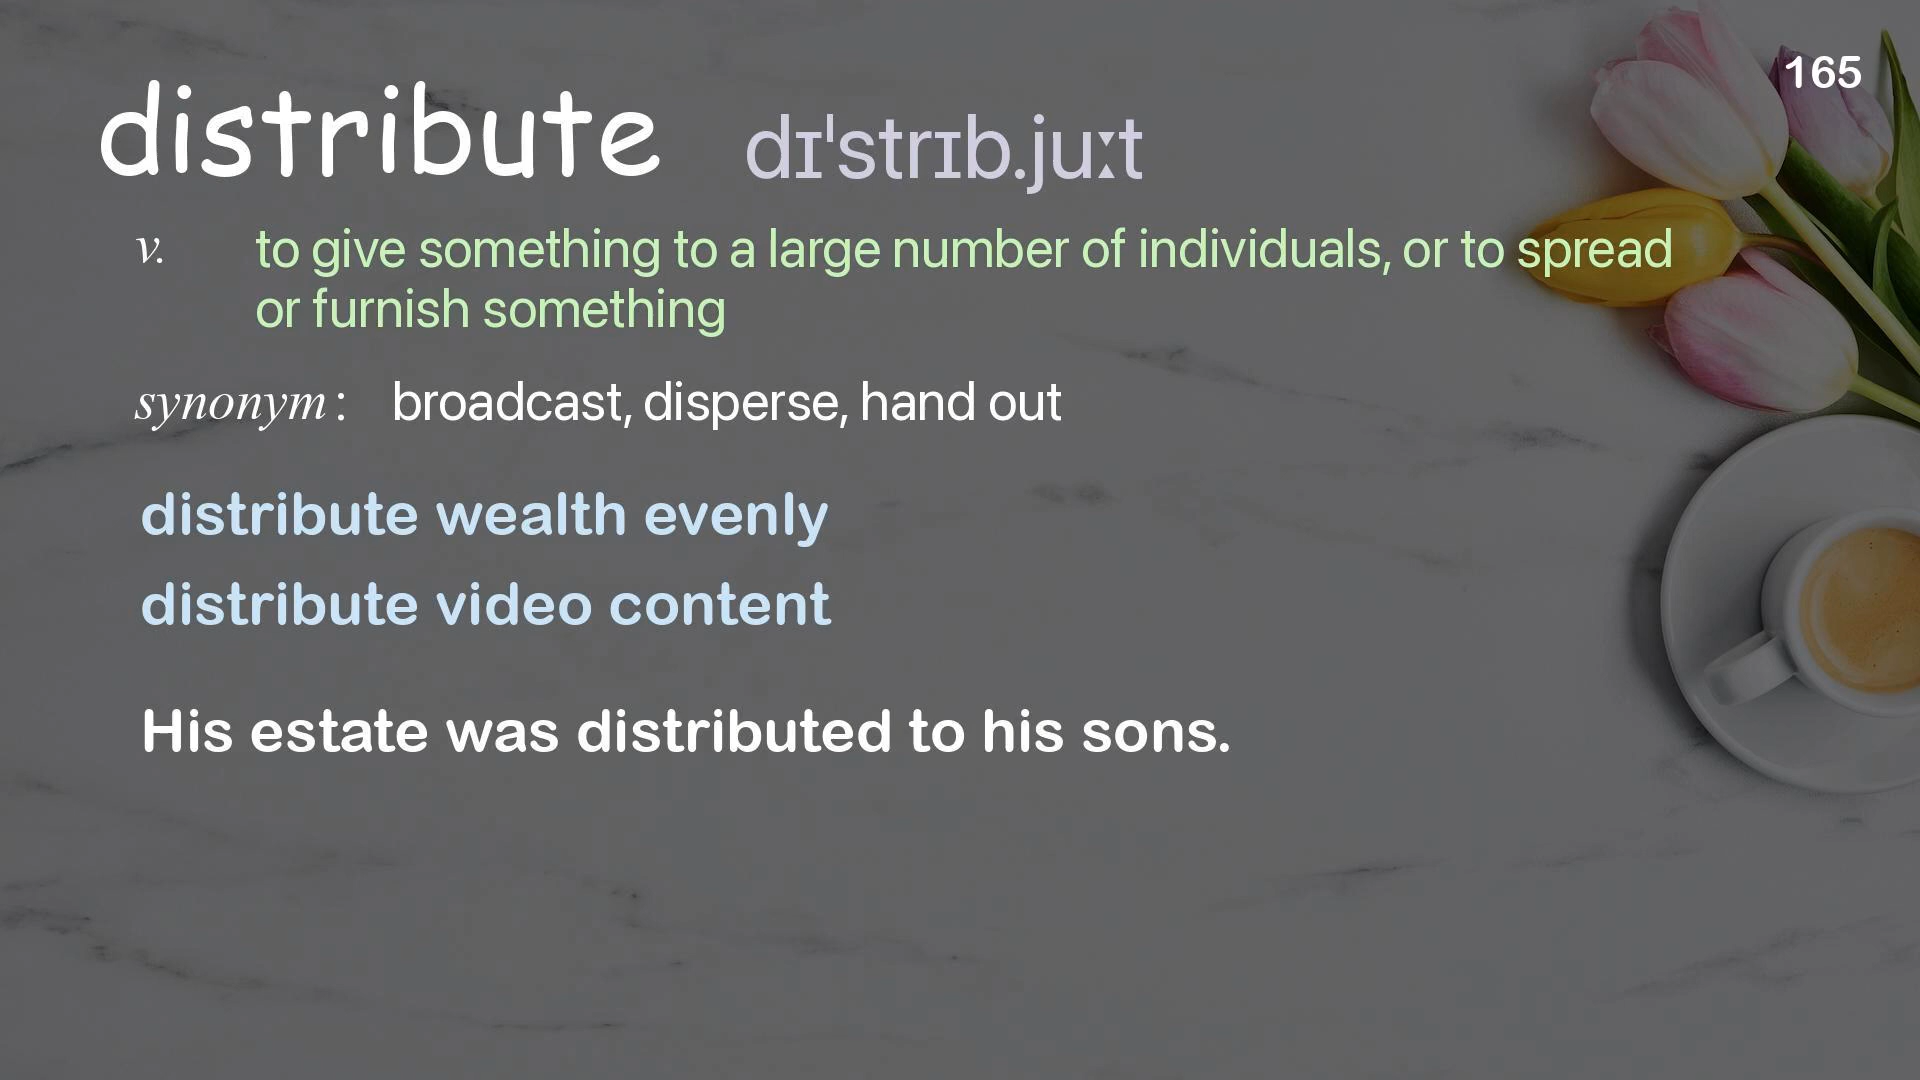 165
distribute dɪˈstrɪb.juːt
v. to give something to a large number of individuals, or to spread
or furnish something
synonym : broadcast, disperse, hand out
distribute wealth evenly
distribute video content
His estate was distributed to his sons.